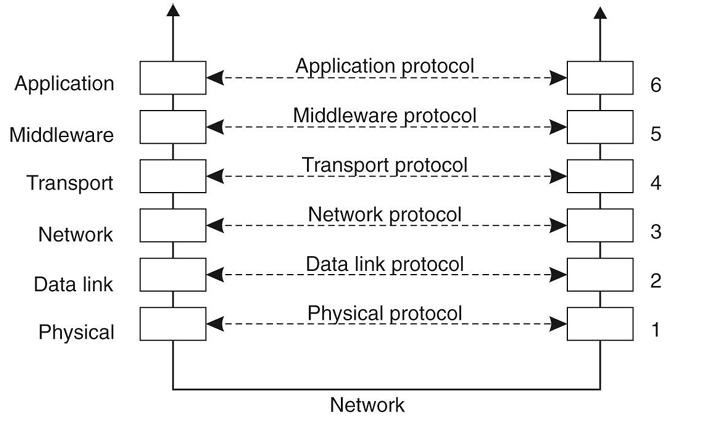 Application protocol
Application 6
Middleware protocol
Middleware 5
Transport protocol
Transport 4
Network protocol
Network 3
Data link protocol
Data link 2
Physical protocol
Physical 1
Network